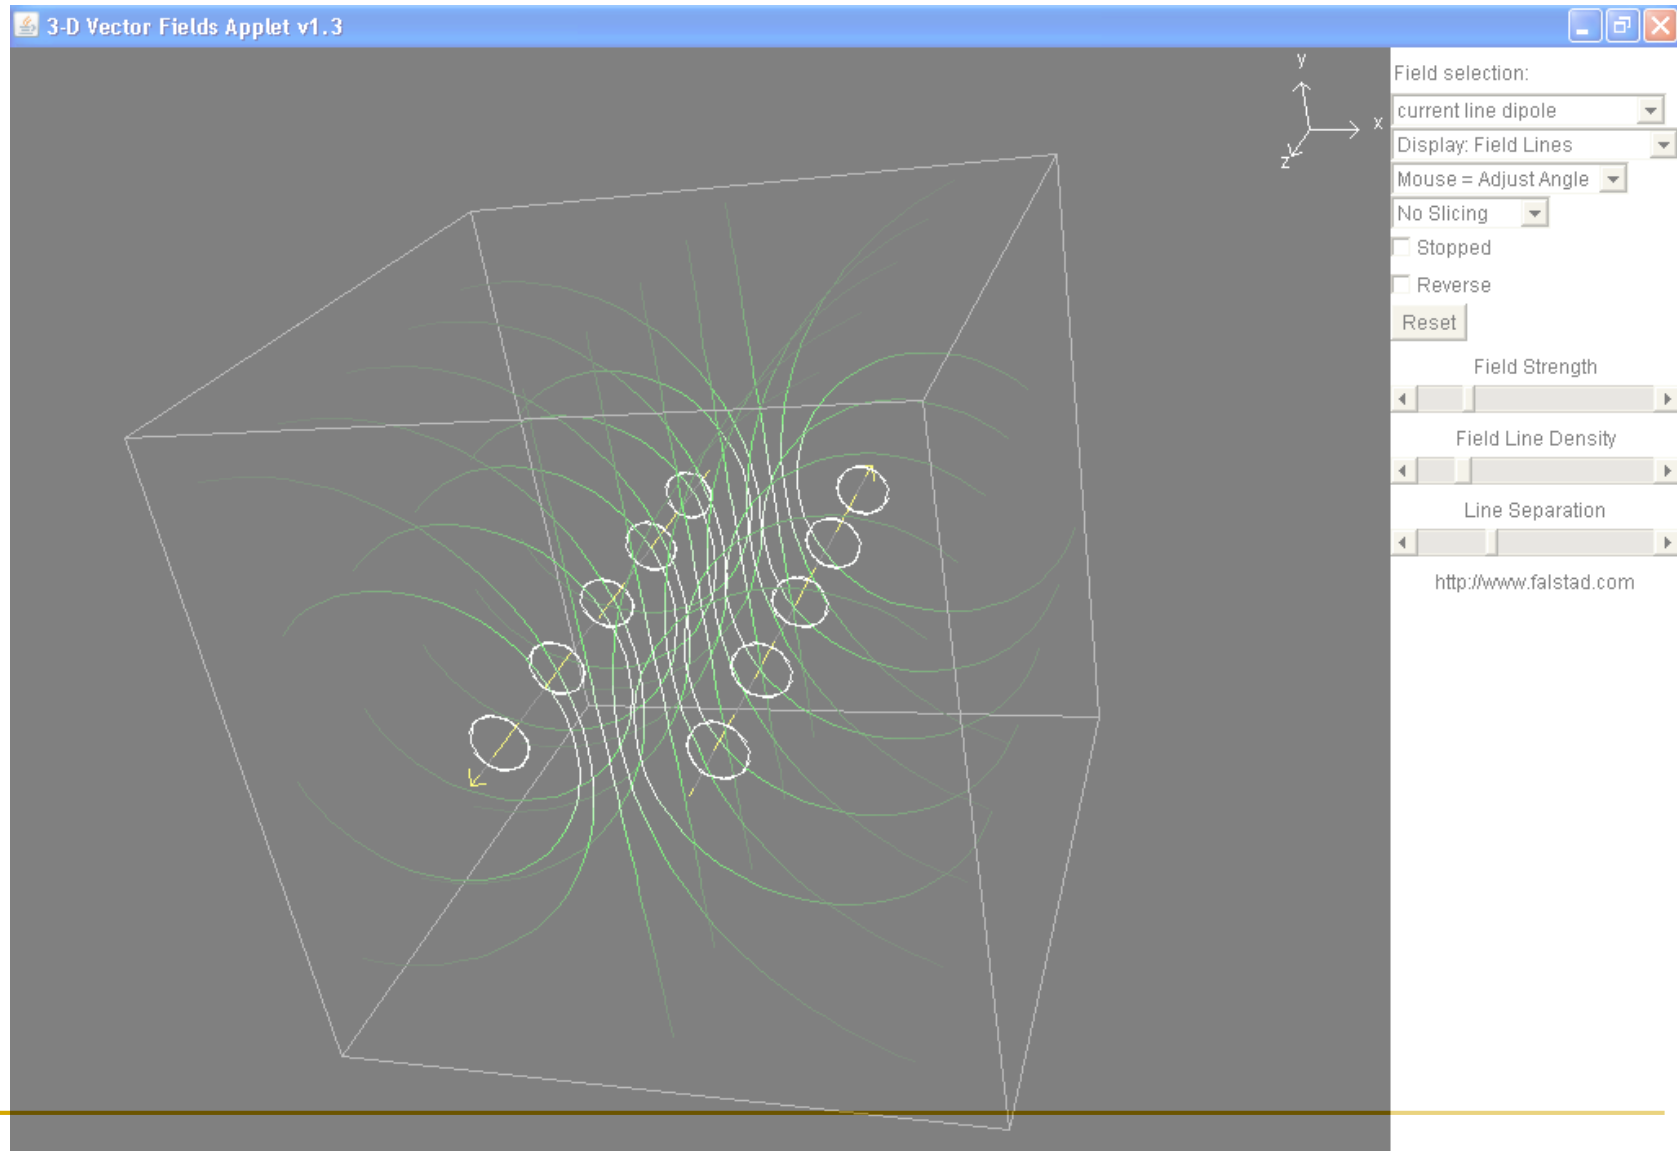 3-D Vector Fields Applet v1.3
y
x
z
Field selection:
current line dipole
Display: Field Lines
Mouse = Adjust Angle
No Slicing
Stopped
Reverse
Reset
Field Strength
Field Line Density
Line Separation
http://www.falstad.com